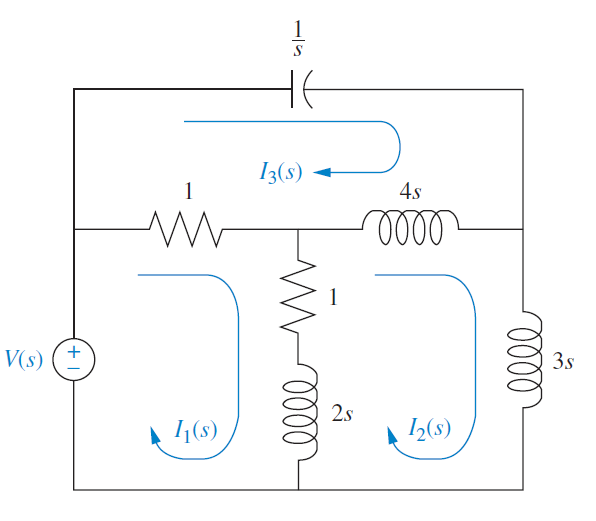 1
s
I₃(s)
1
4s
1
V(s)
+
−
3s
2s
I₁(s)
I₂(s)